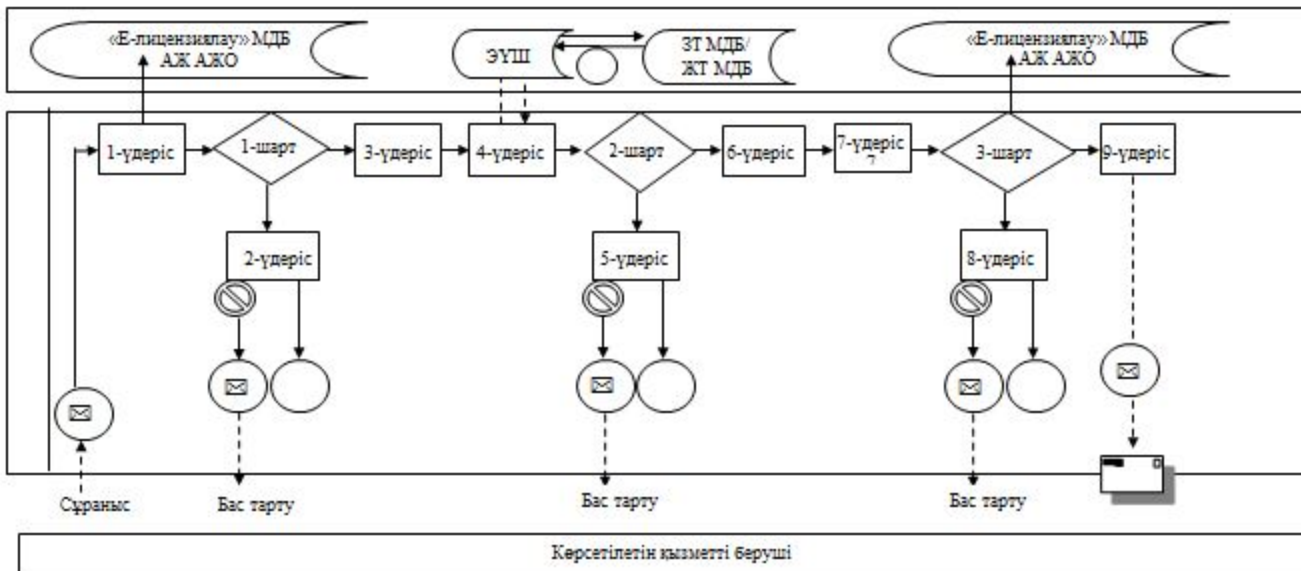 «Е-лицензиялау» МДБ
АЖ АЖО
ЭҮШ
ЗТ МДБ/
ЖТ МДБ
«Е-лицензиялау» МДБ
АЖ АЖО
1-үдеріс
1-шарт
3-үдеріс
4-үдеріс
2-шарт
6-үдеріс
7-үдеріс
7
3-шарт
9-үдеріс
2-үдеріс
5-үдеріс
8-үдеріс
Сұраныс
Бас тарту
Бас тарту
Бас тарту
Көрсетілетін қызметті беруші